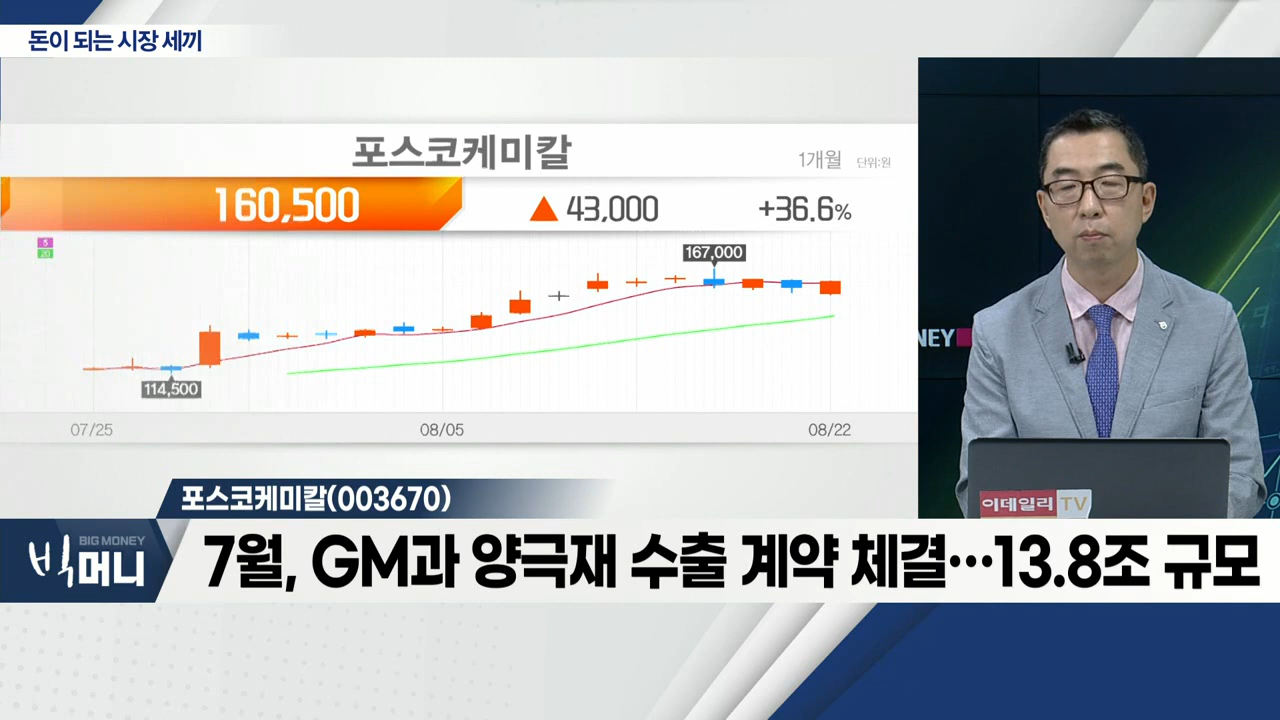 돈이 되는 시장 세끼
포스코케미칼
1개월 단위:원
160,500 ▲ 43,000 +36.6%
5
20
167,000
114,500
07/25 08/05 08/22
NEY
이데일리 TV
포스코케미칼(003670)
BIG MONEY
빅머니
7월, GM과 양극재 수출 계약 체결…13.8조 규모